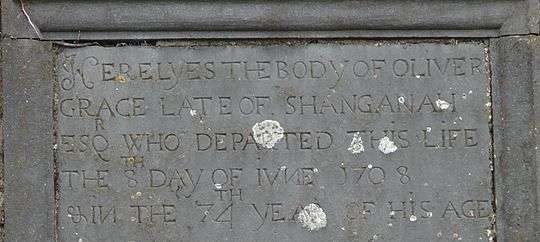 HERE LYES THE BODY OF OLIVER
GRACE LATE OF SHANGANAH
ESQR WHO DEPARTED THIS LIFE
THE 8TH DAY OF IVNE 1708
& IN THE 74TH YEAR OF HIS AGE